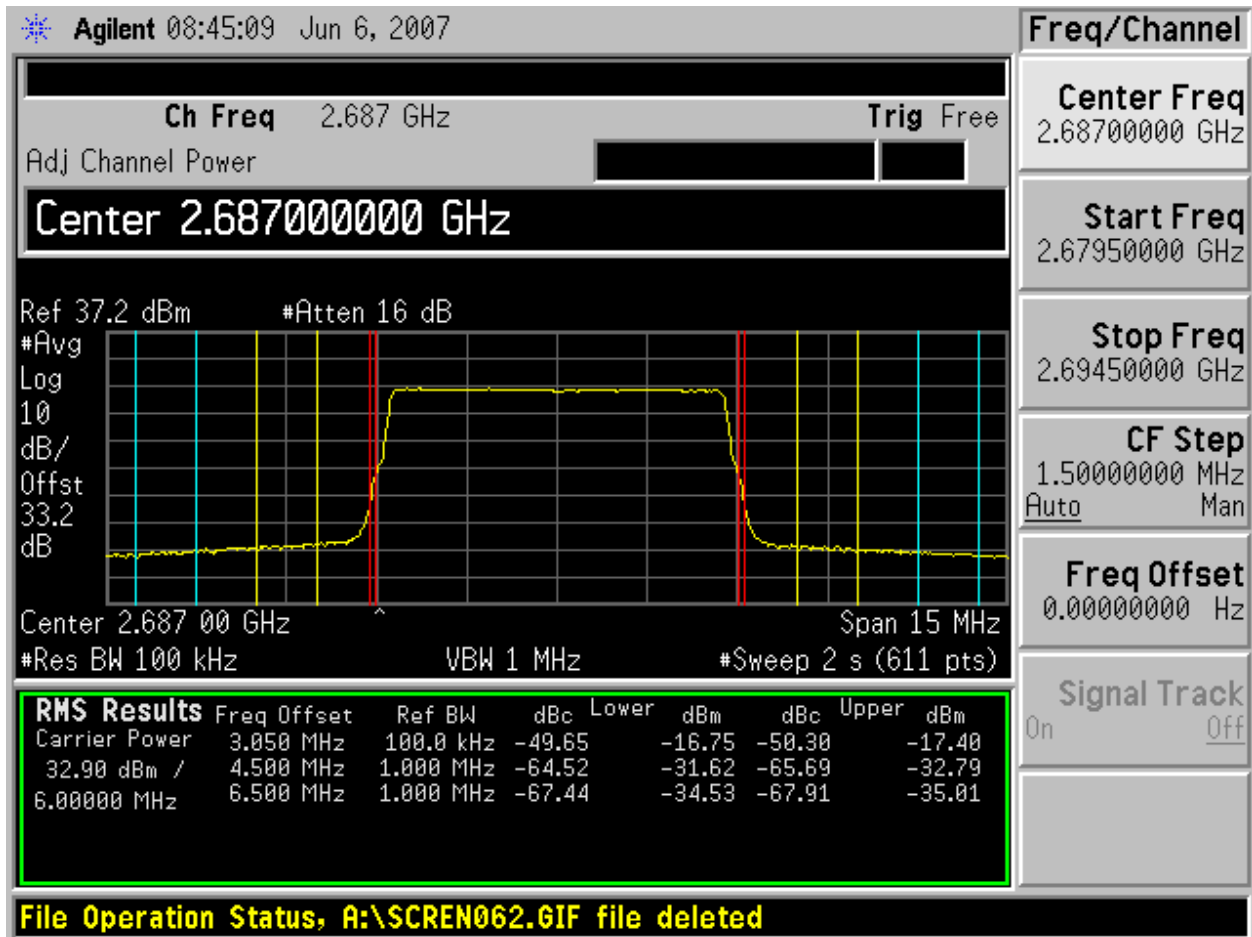 Agilent 08:45:09 Jun 6, 2007
Freq/Channel
Ch Freq 2.687 GHz Trig Free
Adj Channel Power
Center 2.687000000 GHz
Ref 37.2 dBm #Atten 16 dB
#Avg
Log
10
dB/
Offst
33.2
dB
Center 2.687 00 GHz Span 15 MHz
#Res BW 100 kHz VBW 1 MHz #Sweep 2 s (611 pts)
RMS Results Freq Offset Ref BW dBc Lower dBm dBc Upper dBm
Carrier Power 3.050 MHz 100.0 kHz -49.65 -16.75 -50.30 -17.40
32.90 dBm / 4.500 MHz 1.000 MHz -64.52 -31.62 -65.69 -32.79
6.00000 MHz 6.500 MHz 1.000 MHz -67.44 -34.53 -67.91 -35.01
File Operation Status, A:\SCREN062.GIF file deleted
Center Freq
2.68700000 GHz
Start Freq
2.67950000 GHz
Stop Freq
2.69450000 GHz
CF Step
1.50000000 MHz
Auto Man
Freq Offset
0.00000000 Hz
Signal Track
On Off